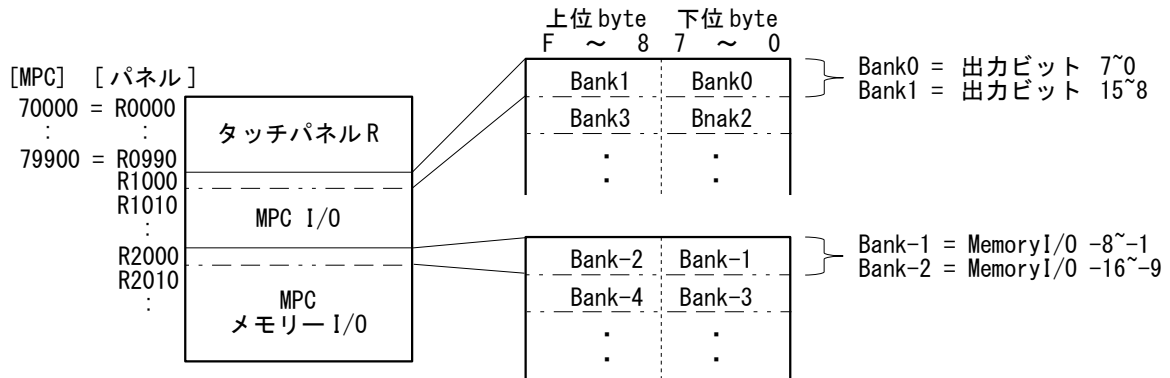 上位byte 下位byte
F ～ 8 7 ～ 0
[MPC] [パネル]
70000 = R0000
: :
79900 = R0990
R1000
R1010
:
R2000
R2010
:
タッチパネルR
MPC I/O
MPC
メモリーI/O
Bank1 Bank0
Bank3 Bnak2
. .
. .
Bank-2 Bank-1
Bank-4 Bank-3
. .
. .
Bank0 = 出力ビット 7~0
Bank1 = 出力ビット 15~8
Bank-1 = MemoryI/O -8~-1
Bank-2 = MemoryI/O -16~-9